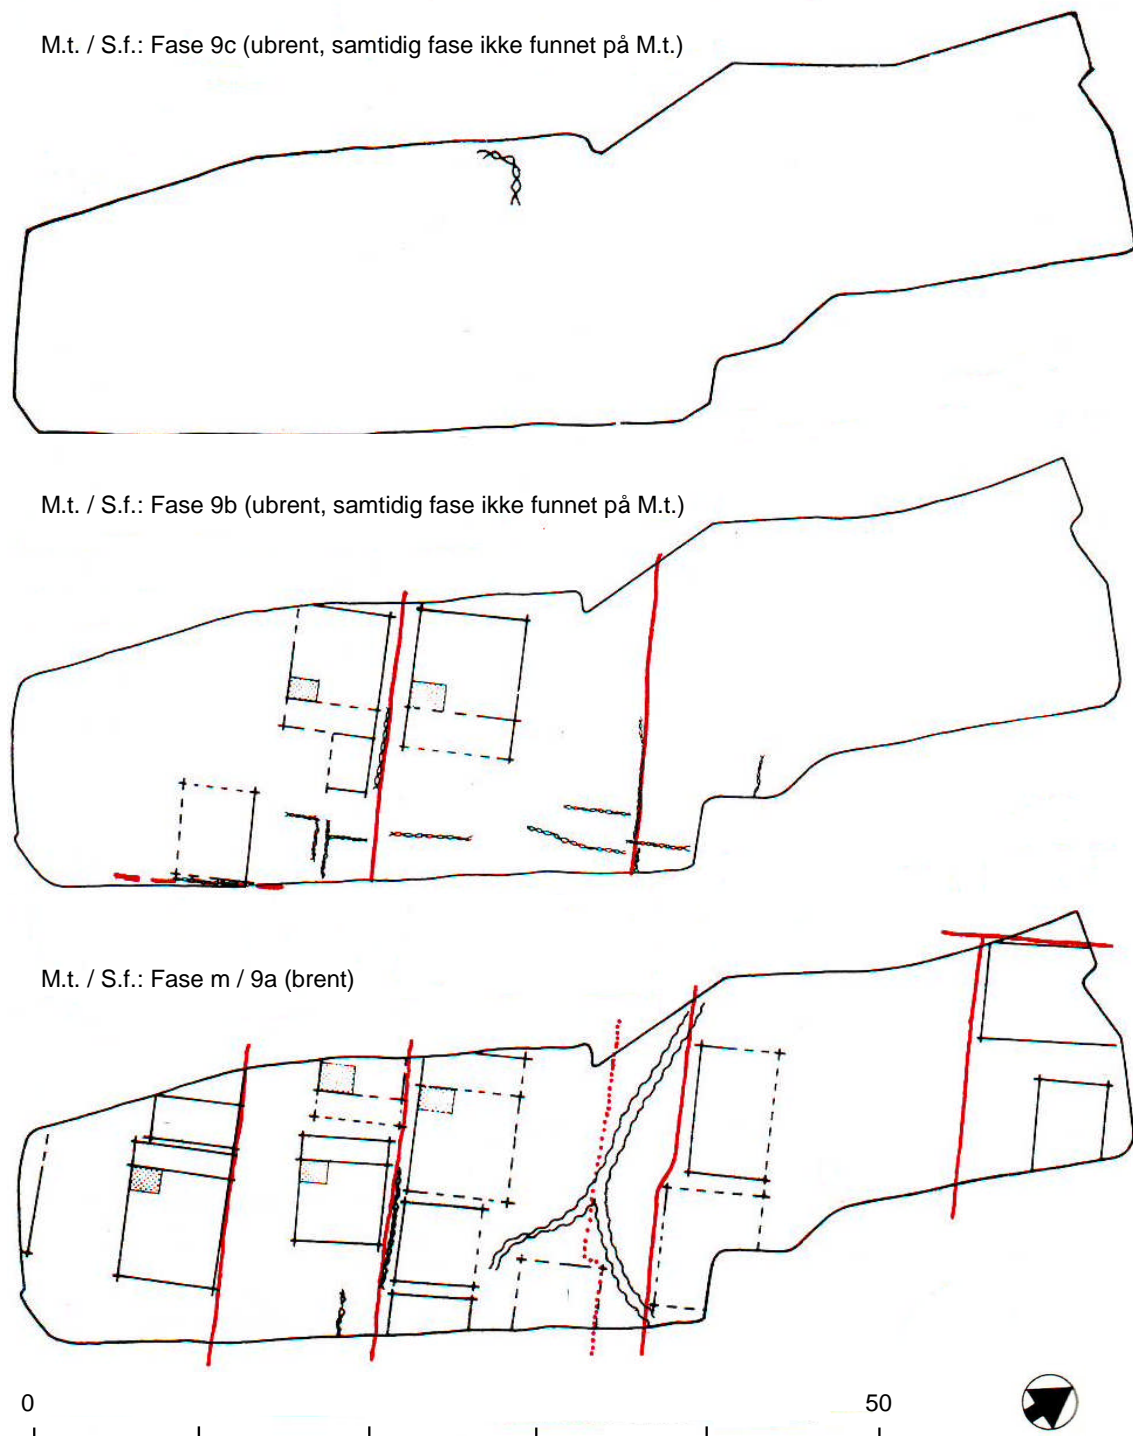 M.t. / S.f.: Fase 9c (ubrent, samtidig fase ikke funnet på M.t.)
M.t. / S.f.: Fase 9b (ubrent, samtidig fase ikke funnet på M.t.)
M.t. / S.f.: Fase m / 9a (brent)
0 50